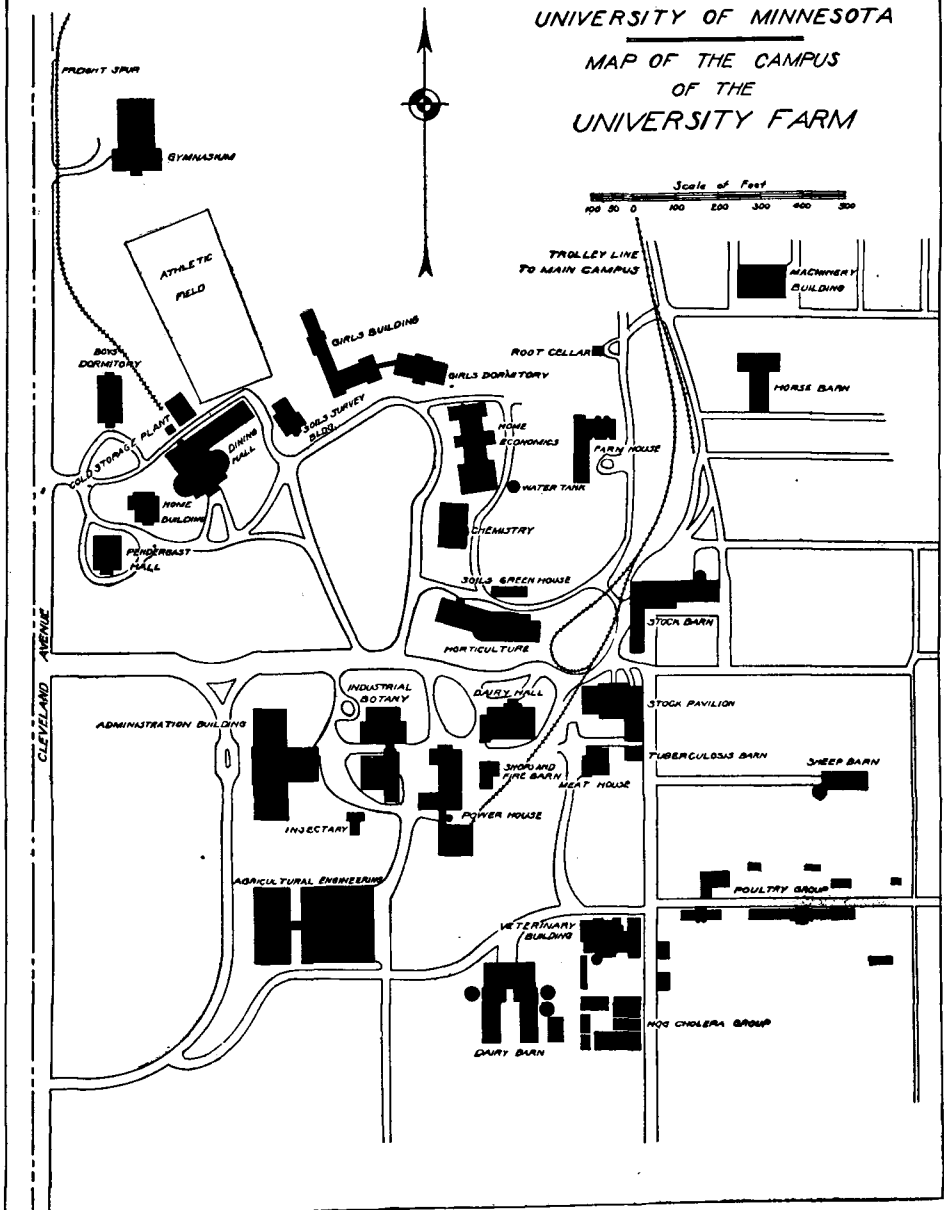 UNIVERSITY OF MINNESOTA
MAP OF THE CAMPUS
OF THE
UNIVERSITY FARM
Scale of Feet
100 50 0 100 200 300 400 500
FREIGHT SPUR
GYMNASIUM
ATHLETIC
FIELD
TROLLEY LINE
TO MAIN CAMPUS
MACHINERY
BUILDING
GIRLS BUILDING
ROOT CELLAR
BOYS
DORMITORY
GIRLS DORMITORY
HORSE BARN
COLD STORAGE PLANT
DINING
HALL
SOILS SURVEY
BLDG.
HOME
ECONOMICS
FARM HOUSE
WATER TANK
HOME
BUILDING
CHEMISTRY
PENDERGAST
HALL
SOILS GREEN HOUSE
STOCK BARN
HORTICULTURE
CLEVELAND AVENUE
INDUSTRIAL
BOTANY
DAIRY HALL
STOCK PAVILION
ADMINISTRATION BUILDING
TUBERCULOSIS BARN
SHEEP BARN
SHOP AND
FIRE BARN
MEAT HOUSE
INSECTARY
POWER HOUSE
AGRICULTURAL ENGINEERING
POULTRY GROUP
VETERINARY
BUILDING
HOG CHOLERA GROUP
DAIRY BARN